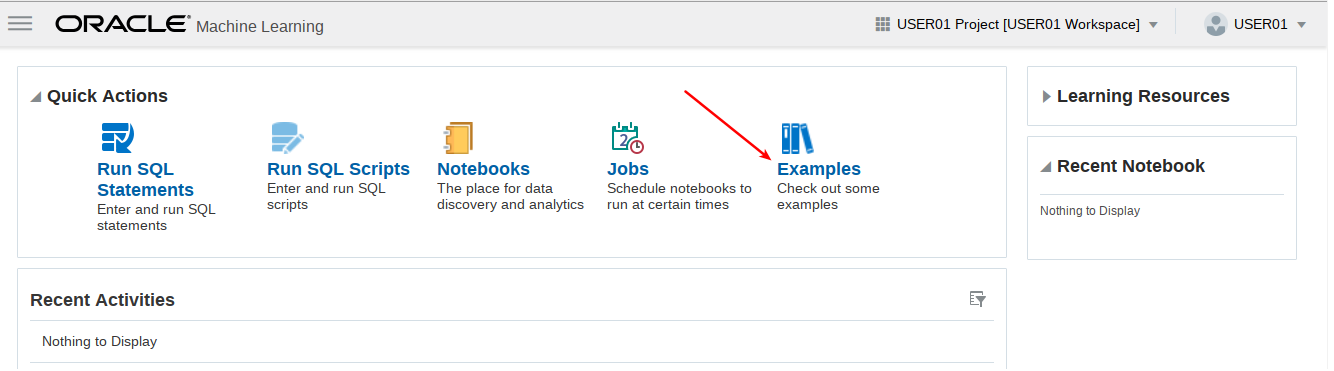 ORACLE® Machine Learning
USER01 Project [USER01 Workspace]
USER01
Quick Actions
Run SQL
Statements
Enter and run SQL
statements
Run SQL Scripts
Enter and run SQL
scripts
Notebooks
The place for data
discovery and analytics
2
Jobs
Schedule notebooks to
run at certain times
Examples
Check out some
examples
Learning Resources
Recent Notebook
Nothing to Display
Recent Activities
Nothing to Display